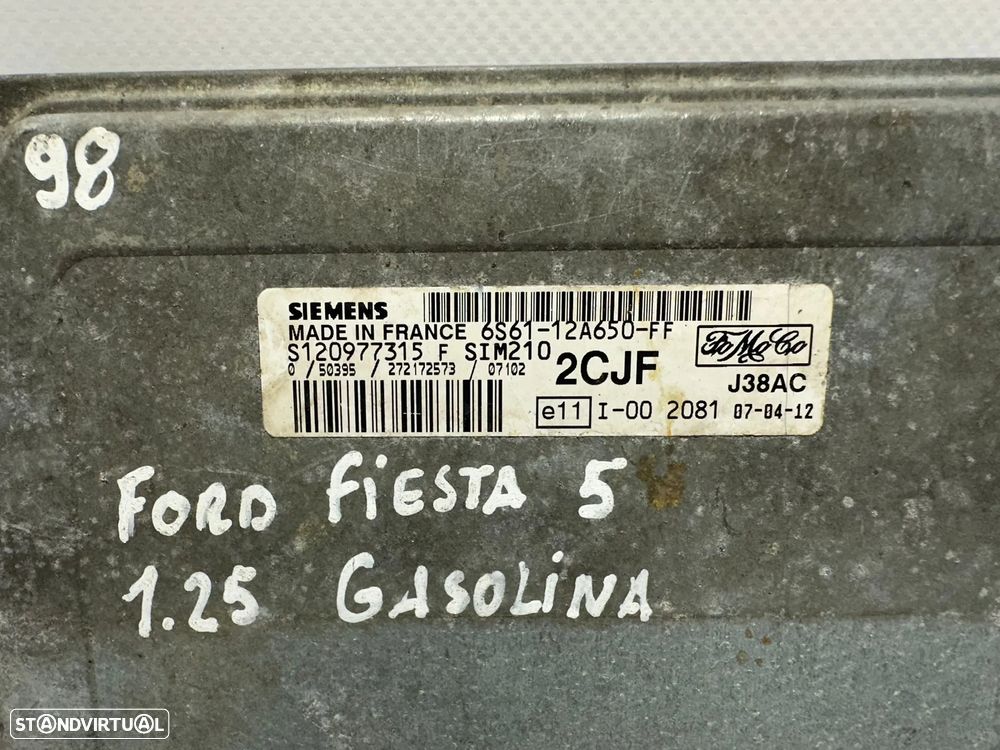 98
SIEMENS
MADE IN FRANCE 6S61-12A650-FF
S120977315 F SIM210
0 / 50395 / 272172573 / 07102
2CJF
FoMoCo
J38AC
e11 I-00 2081 07-04-12
FORD FiESTA 5
1.25 GASOLiNA
STANDVIRTUAL